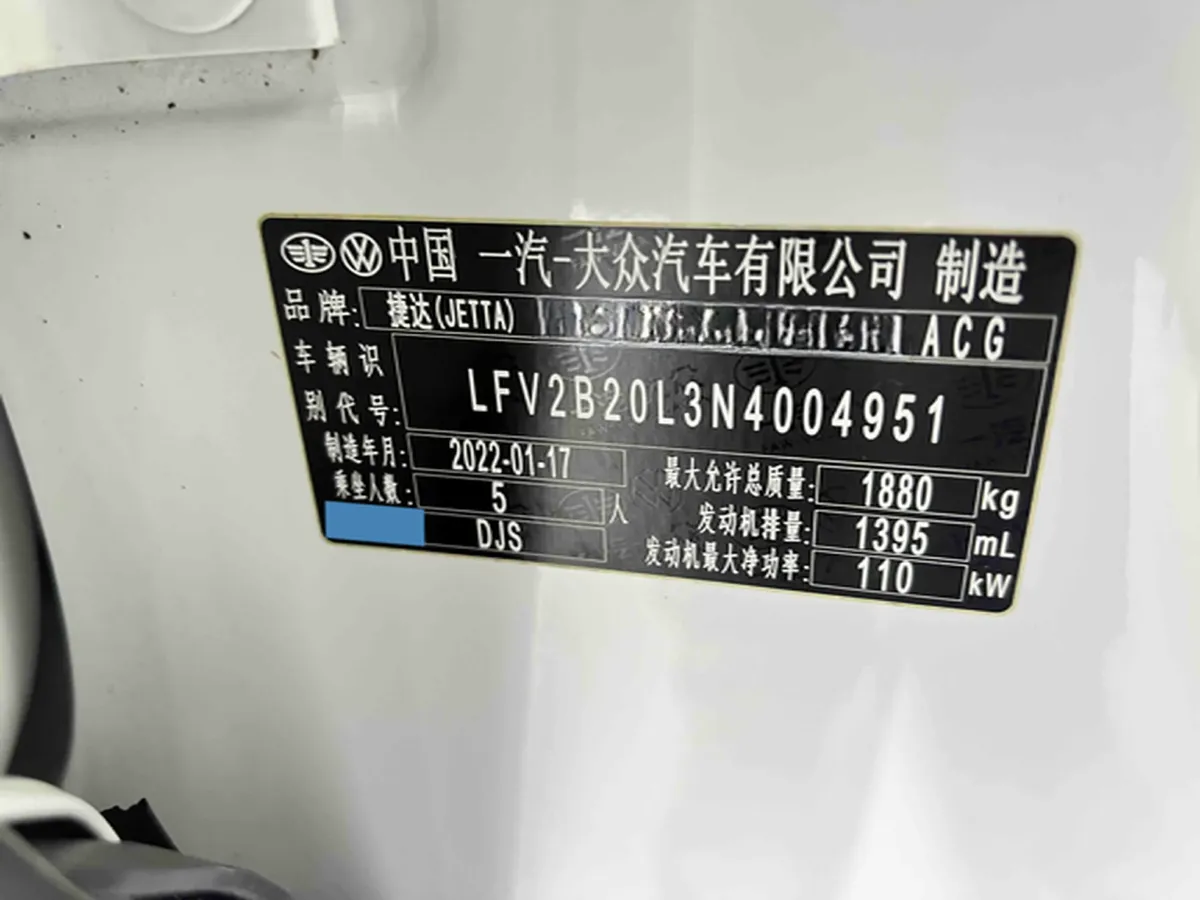 中国 一汽-大众汽车有限公司 制造
品牌: 捷达(JETTA) ACG
车辆识别代号: LFV2B20L3N4004951
制造年月: 2022-01-17
乘坐人数: 5 人
DJS
最大允许总质量: 1880 kg
发动机排量: 1395 mL
发动机最大净功率: 110 kW